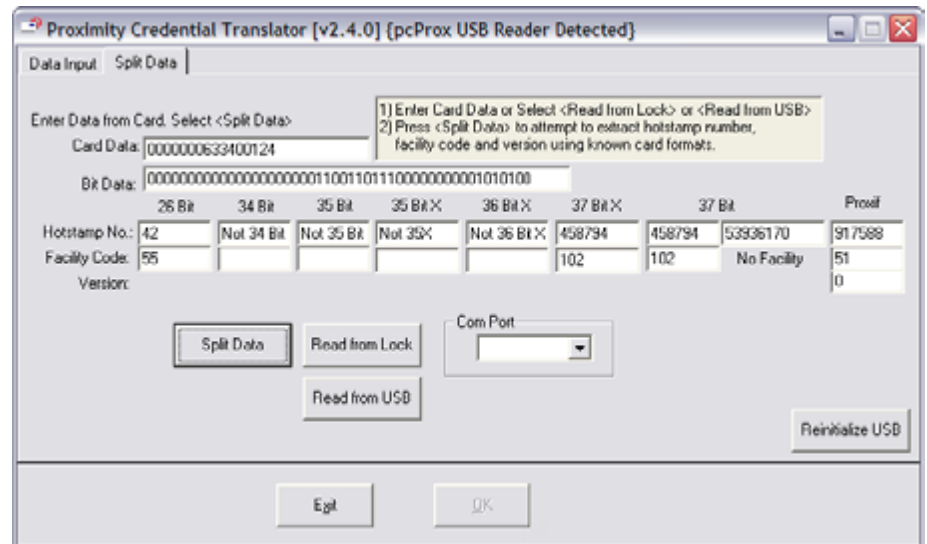 Proximity Credential Translator [v2.4.0] {pcProx USB Reader Detected}
Data Input Split Data
1) Enter Card Data or Select <Read from Lock> or <Read from USB>
2) Press <Split Data> to attempt to extract hotstamp number,
facility code and version using known card formats.
Enter Data from Card. Select <Split Data>
Card Data: 0000000633400124
Bit Data:
26 Bit 34 Bit 35 Bit 35 Bit X 36 Bit X 37 Bit X 37 Bit Proxif
Hotstamp No.: 42 Not 34 Bit Not 35 Bit Not 35X Not 36 Bit X 458794 458794 53936170 917588
Facility Code: 55 102 102 No Facility 51
Version: 0
Com Port
Split Data Read from Lock
Read from USB
Reinitialize USB
Exit OK